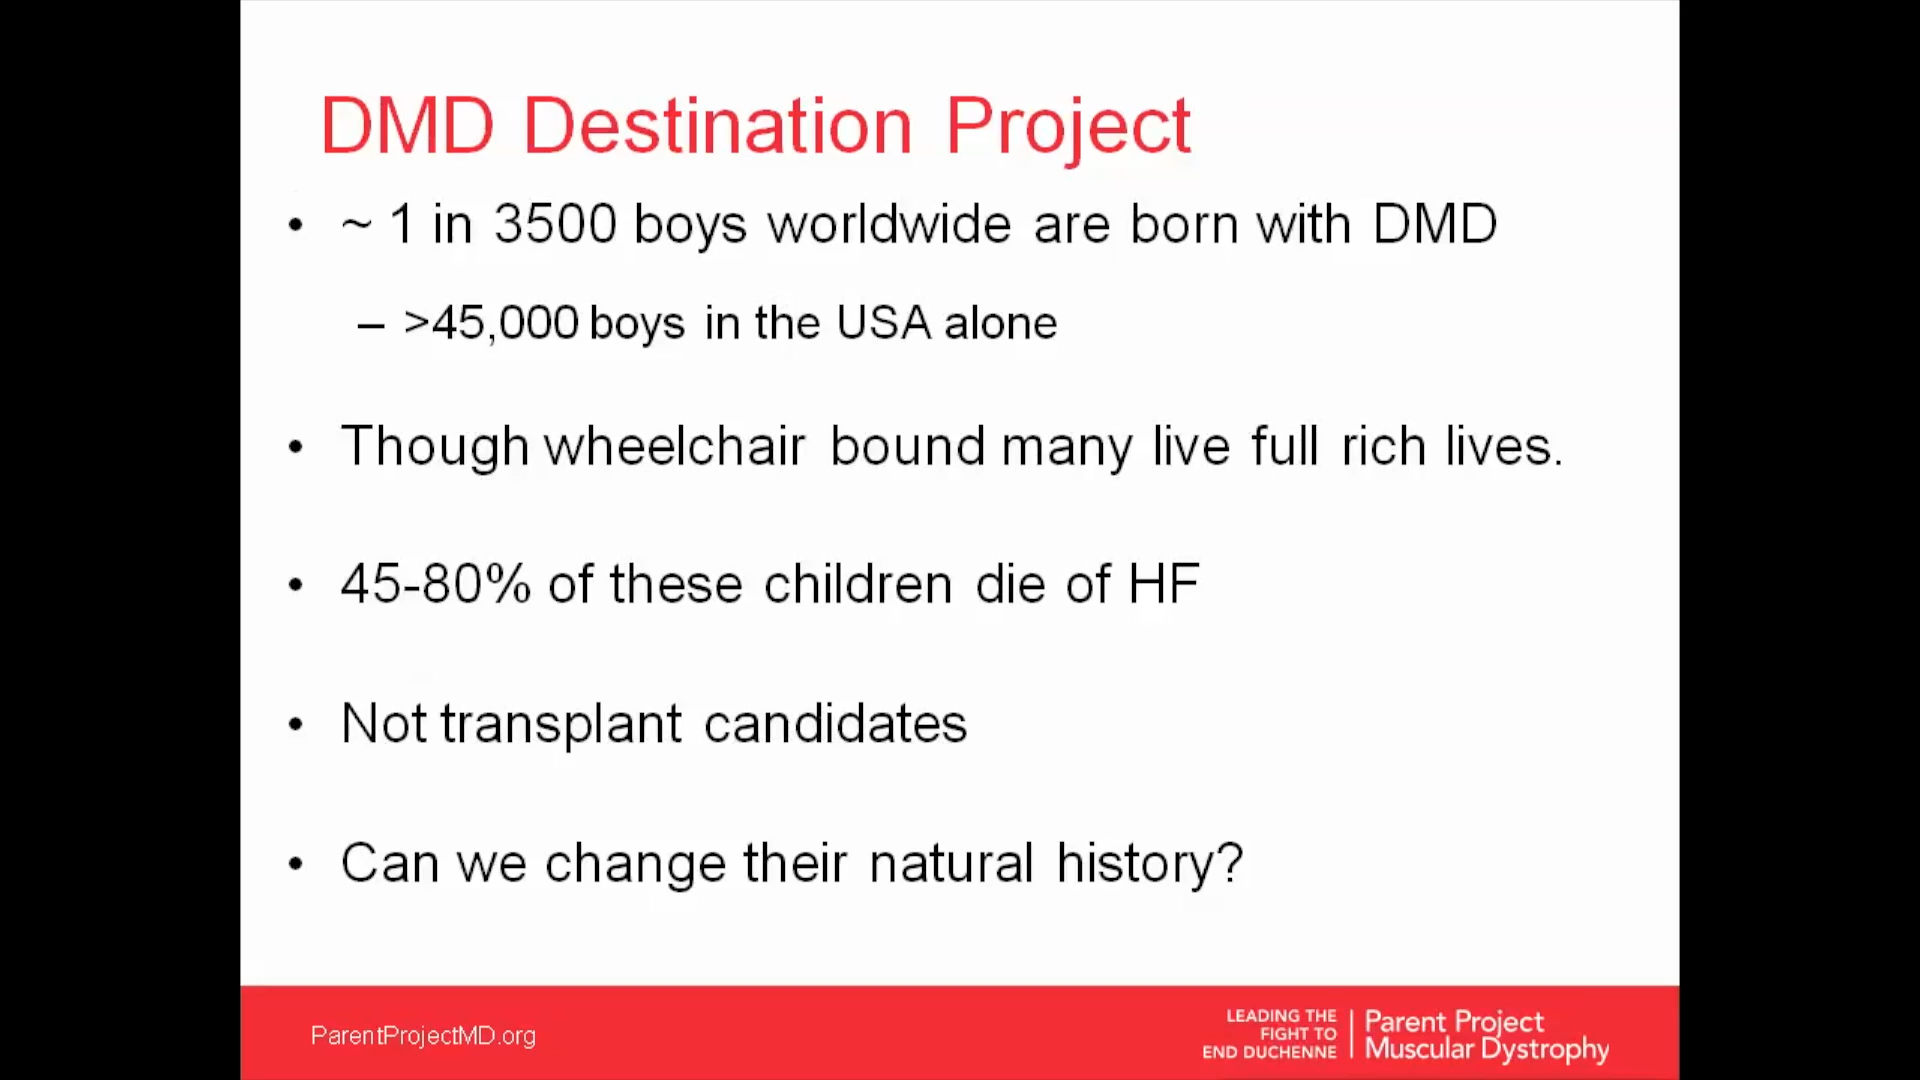 DMD Destination Project
• ~ 1 in 3500 boys worldwide are born with DMD
– >45,000 boys in the USA alone
• Though wheelchair bound many live full rich lives.
• 45-80% of these children die of HF
• Not transplant candidates
• Can we change their natural history?
ParentProjectMD.org
LEADING THE
FIGHT TO
END DUCHENNE
Parent Project
Muscular Dystrophy